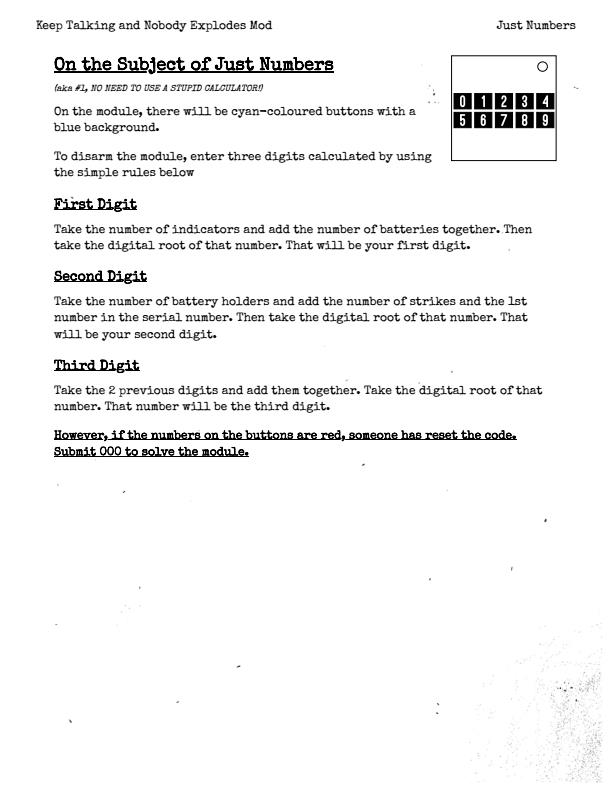 Keep Talking and Nobody Explodes Mod
Just Numbers
On the Subject of Just Numbers
(aka #1, NO NEED TO USE A STUPID CALCULATOR!)
On the module, there will be cyan-coloured buttons with a
blue background.
0 1 2 3 4
5 6 7 8 9
To disarm the module, enter three digits calculated by using
the simple rules below
First Digit
Take the number of indicators and add the number of batteries together. Then
take the digital root of that number. That will be your first digit.
Second Digit
Take the number of battery holders and add the number of strikes and the 1st
number in the serial number. Then take the digital root of that number. That
will be your second digit.
Third Digit
Take the 2 previous digits and add them together. Take the digital root of that
number. That number will be the third digit.
However, if the numbers on the buttons are red, someone has reset the code.
Submit 000 to solve the module.